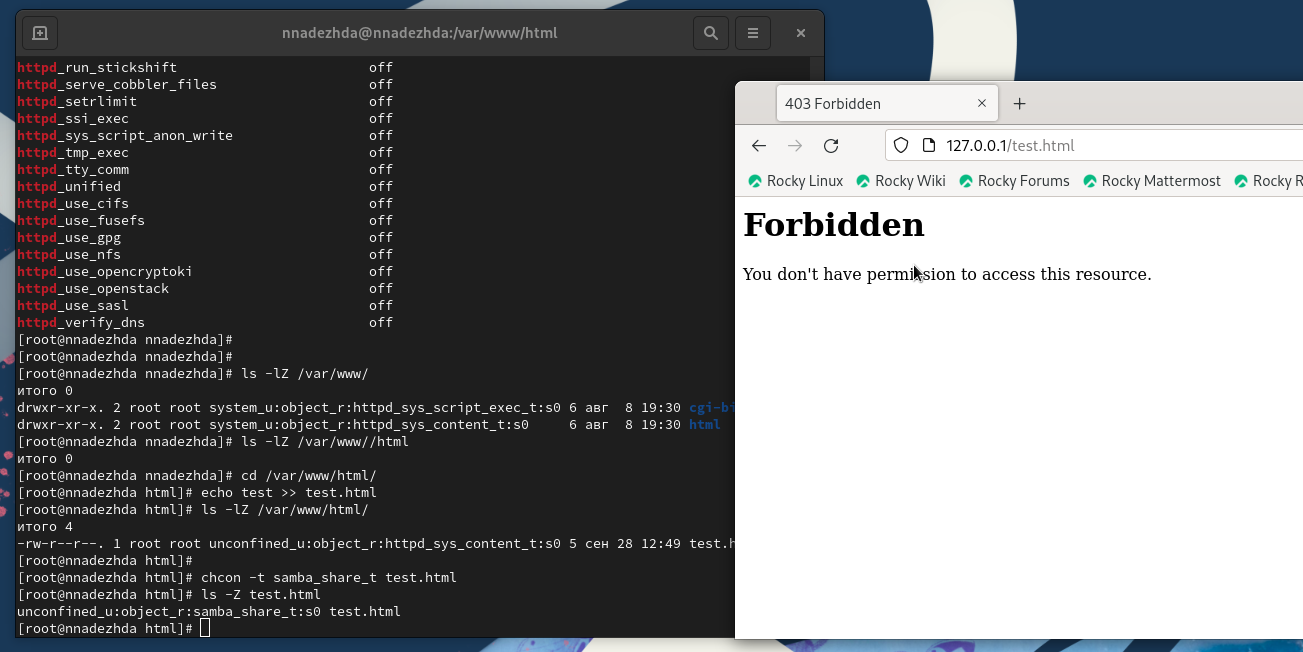 nnadezhda@nnadezhda:/var/www/html
httpd_run_stickshift off
httpd_serve_cobbler_files off
httpd_setrlimit off
httpd_ssi_exec off
httpd_sys_script_anon_write off
httpd_tmp_exec off
httpd_tty_comm off
httpd_unified off
httpd_use_cifs off
httpd_use_fusefs off
httpd_use_gpg off
httpd_use_nfs off
httpd_use_opencryptoki off
httpd_use_openstack off
httpd_use_sasl off
httpd_verify_dns off
[root@nnadezhda nnadezhda]#
[root@nnadezhda nnadezhda]#
[root@nnadezhda nnadezhda]# ls -lZ /var/www/
итого 0
drwxr-xr-x. 2 root root system_u:object_r:httpd_sys_script_exec_t:s0 6 авг 8 19:30 cgi-bi
drwxr-xr-x. 2 root root system_u:object_r:httpd_sys_content_t:s0 6 авг 8 19:30 html
[root@nnadezhda nnadezhda]# ls -lZ /var/www//html
итого 0
[root@nnadezhda nnadezhda]# cd /var/www/html/
[root@nnadezhda html]# echo test >> test.html
[root@nnadezhda html]# ls -lZ /var/www/html/
итого 4
-rw-r--r--. 1 root root unconfined_u:object_r:httpd_sys_content_t:s0 5 сен 28 12:49 test.h
[root@nnadezhda html]#
[root@nnadezhda html]# chcon -t samba_share_t test.html
[root@nnadezhda html]# ls -Z test.html
unconfined_u:object_r:samba_share_t:s0 test.html
[root@nnadezhda html]#
403 Forbidden
127.0.0.1/test.html
Rocky Linux Rocky Wiki Rocky Forums Rocky Mattermost Rocky R
Forbidden
You don't have permission to access this resource.